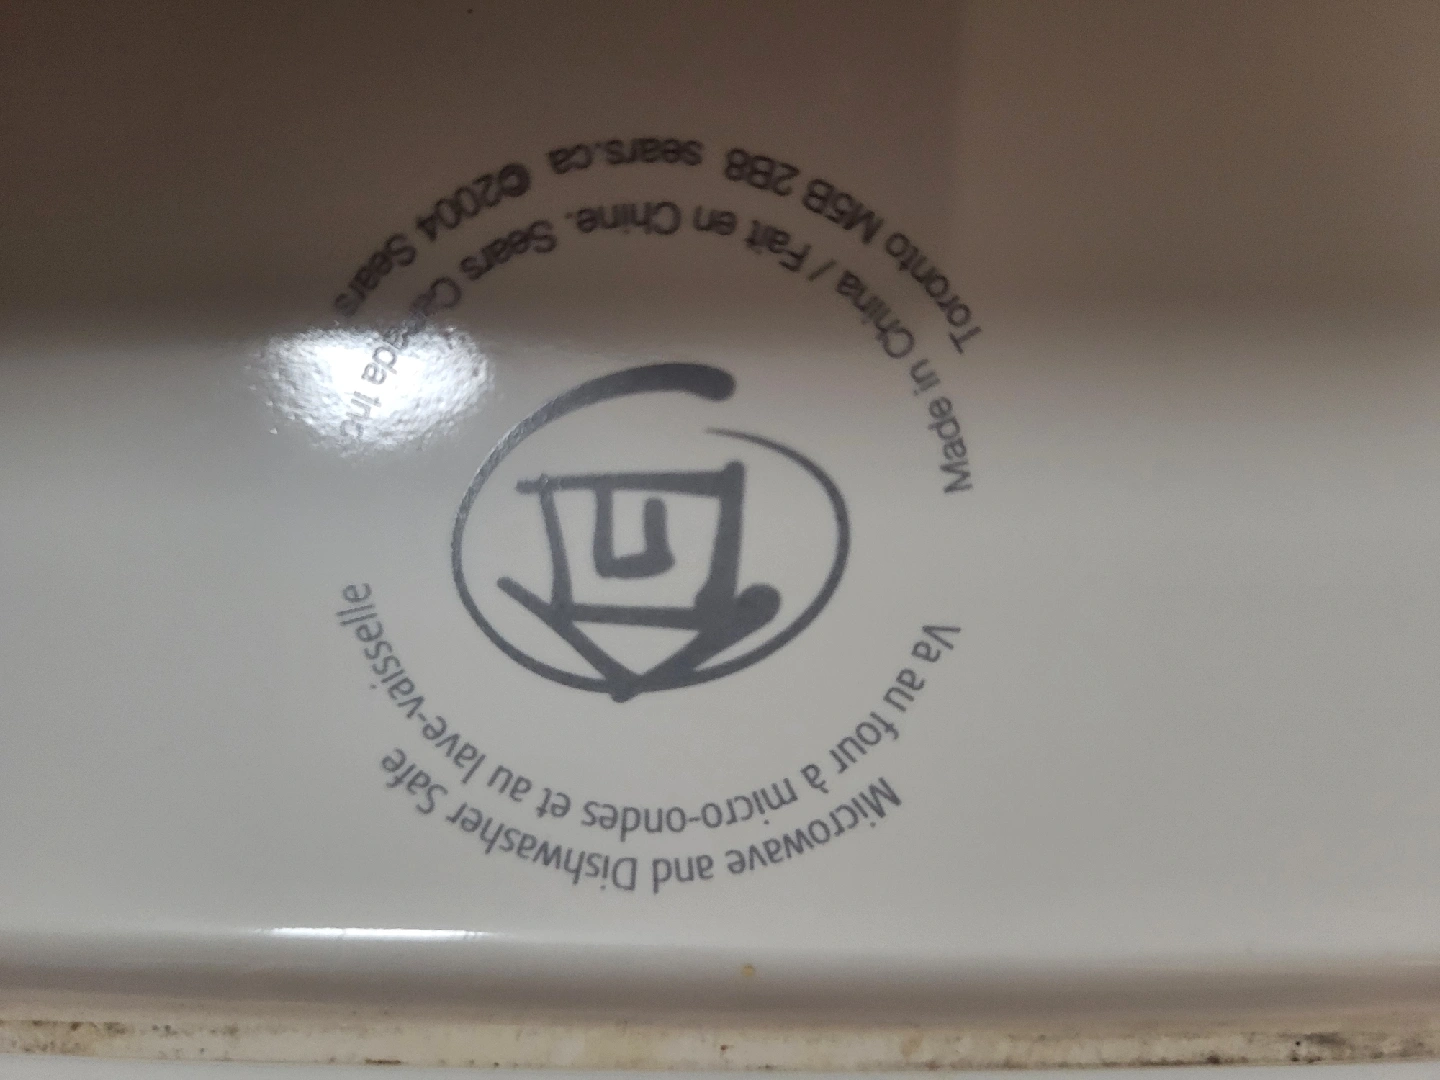 Microwave and Dishwasher Safe
Va au four à micro-ondes et au lave-vaisselle
Made in China / Fait en Chine. Sears Canada Inc.
Toronto M5B 2B8 sears.ca ©2004 Sears